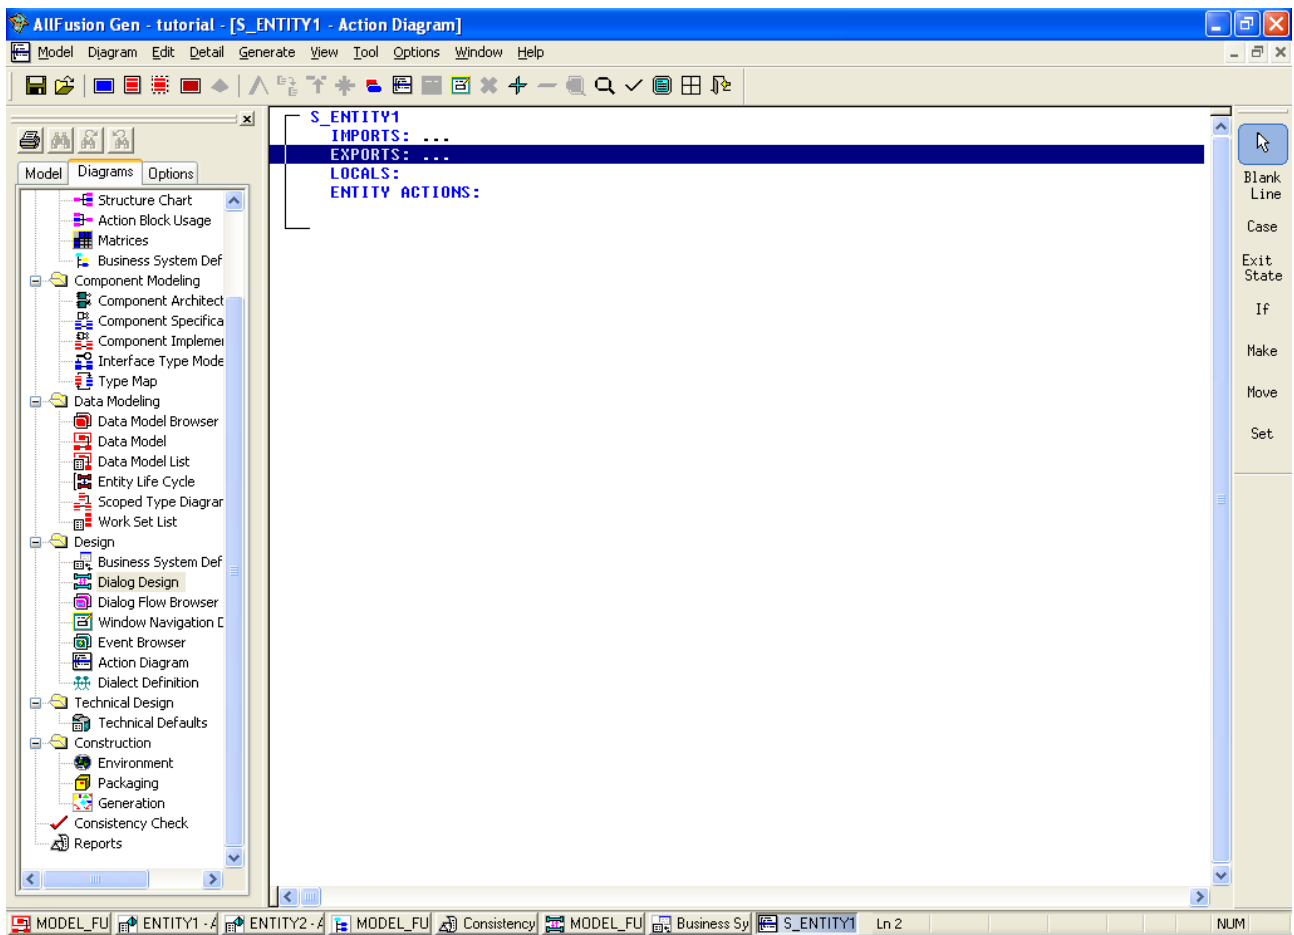 AllFusion Gen - tutorial - [S_ENTITY1 - Action Diagram]
Model Diagram Edit Detail Generate View Tool Options Window Help
Model Diagrams Options
Structure Chart
Action Block Usage
Matrices
Business System Def
Component Modeling
Component Architect
Component Specifica
Component Implemen
Interface Type Mode
Type Map
Data Modeling
Data Model Browser
Data Model
Data Model List
Entity Life Cycle
Scoped Type Diagrar
Work Set List
Design
Business System Def
Dialog Design
Dialog Flow Browser
Window Navigation D
Event Browser
Action Diagram
Dialect Definition
Technical Design
Technical Defaults
Construction
Environment
Packaging
Generation
Consistency Check
Reports
S_ENTITY1
IMPORTS: ...
EXPORTS: ...
LOCALS:
ENTITY ACTIONS:
Blank
Line
Case
Exit
State
If
Make
Move
Set
MODEL_FU ENTITY1 - A ENTITY2 - A MODEL_FU Consistency MODEL_FU Business Sy S_ENTITY1 Ln 2 NUM